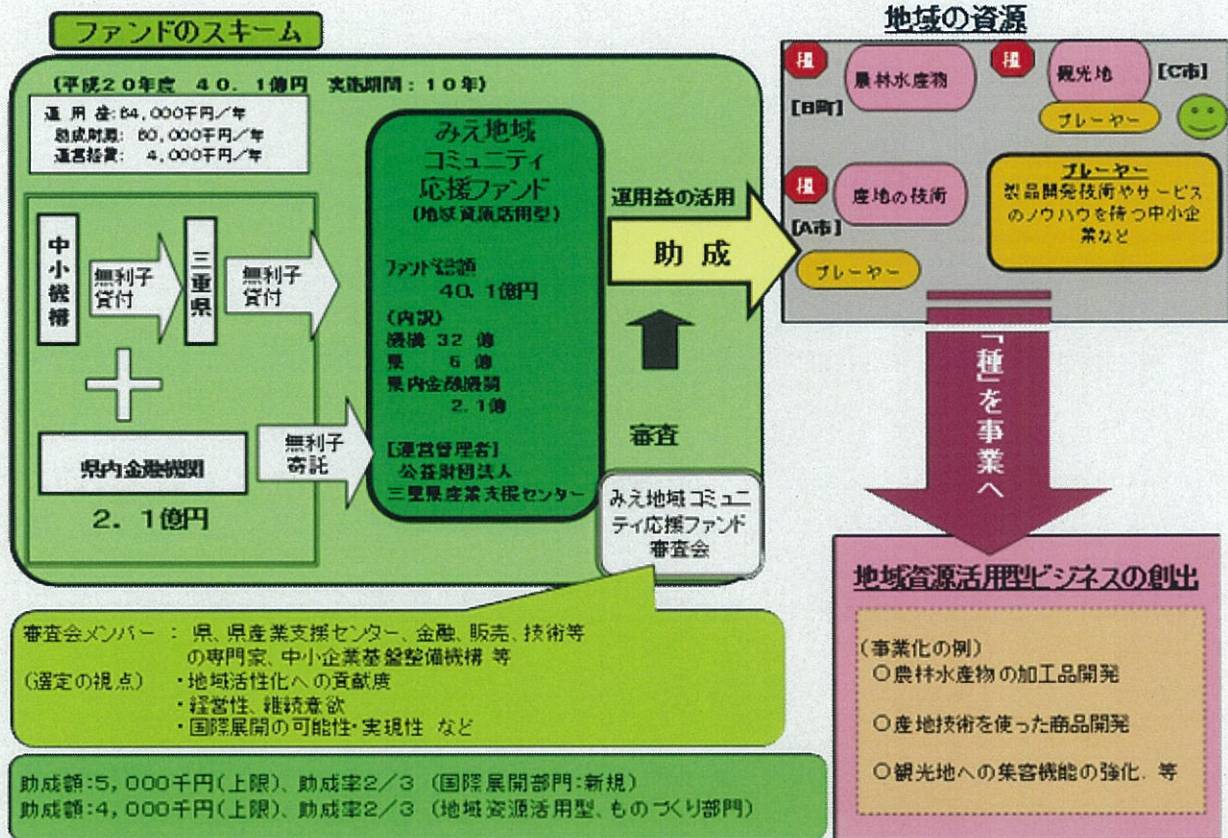 ファンドのスキーム
(平成20年度 40.1億円 実施期間:10年)
運用益:64,000千円/年
助成財源:60,000千円/年
運営経費: 4,000千円/年
中小機構
無利子
貸付
三重県
無利子
貸付
県内金融機関
2.1億円
無利子
寄託
みえ地域
コミュニティ
応援ファンド
(地域資源活用型)
ファンド総額
40.1億円
(内訳)
機構 32 億
県 6 億
県内金融機関
2.1億
[運営管理者]
公益財団法人
三重県産業支援センター
運用益の活用
助成
審査
みえ地域コミュニ
ティ応援ファンド
審査会
地域の資源
種
農林水産物
[B町]
種
観光地
[C市]
プレーヤー
種
産地の技術
[A市]
プレーヤー
プレーヤー
製品開発技術やサービス
のノウハウを持つ中小企
業など
「種」を事業へ
地域資源活用型ビジネスの創出
(事業化の例)
○農林水産物の加工品開発
○産地技術を使った商品開発
○観光地への集客機能の強化. 等
審査会メンバー : 県、県産業支援センター、金融、販売、技術等
の専門家、中小企業基盤整備機構 等
(選定の視点) ・地域活性化への貢献度
・経営性、継続意欲
・国際展開の可能性・実現性 など
助成額:5,000千円(上限)、助成率2/3 (国際展開部門:新規)
助成額:4,000千円(上限)、助成率2/3 (地域資源活用型、ものづくり部門)